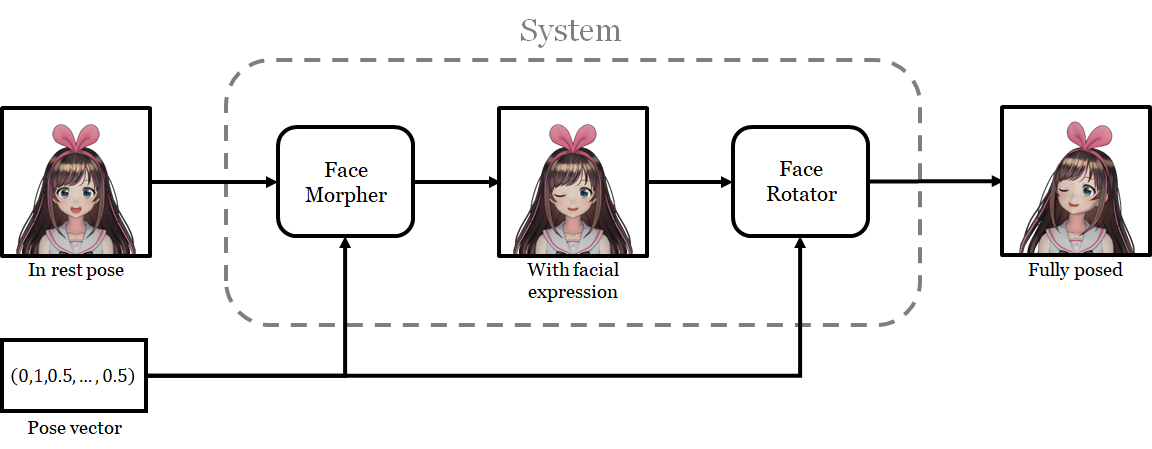 System
Face
Morpher
Face
Rotator
In rest pose
With facial
expression
Fully posed
(0,1,0.5, ... , 0.5)
Pose vector